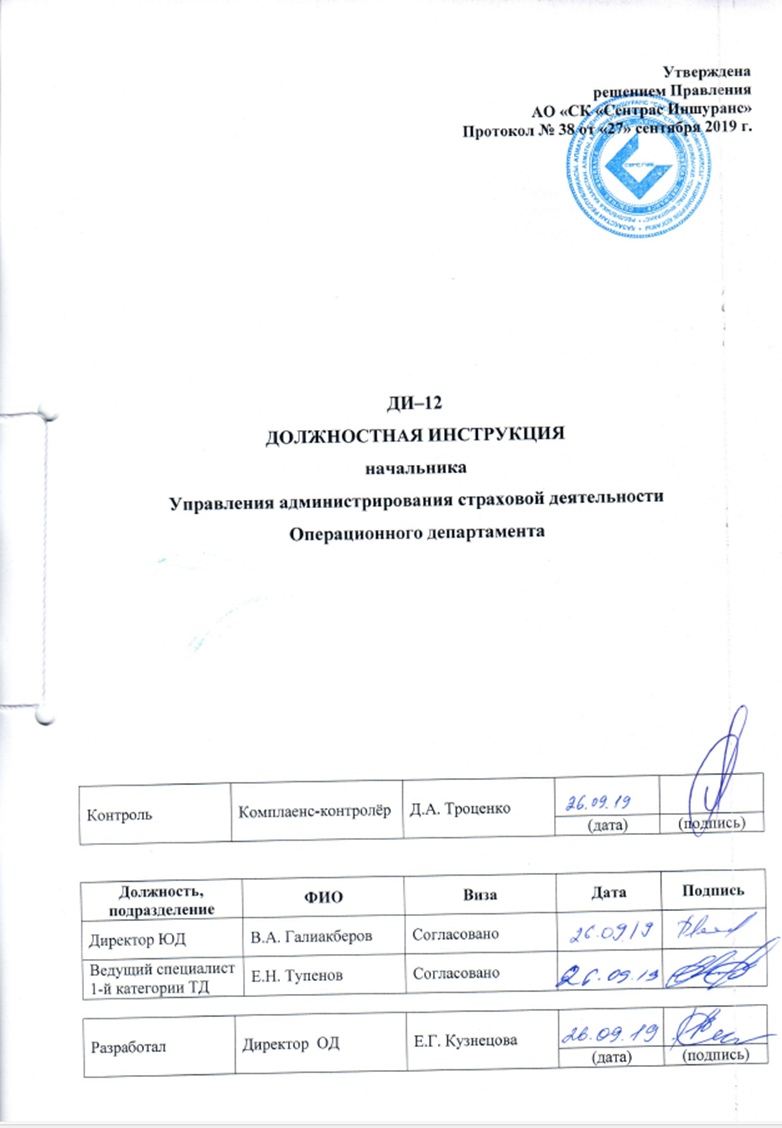 Утверждена
решением Правления
АО «СК «Сентрас Иншуранс»
Протокол № 38 от «27» сентября 2019 г.
ДИ–12
ДОЛЖНОСТНАЯ ИНСТРУКЦИЯ
начальника
Управления администрирования страховой деятельности
Операционного департамента
Контроль Комплаенс-контролёр Д.А. Троценко 26.09.19
(дата) (подпись)
Должность, подразделение ФИО Виза Дата Подпись
Директор ЮД В.А. Галиакберов Согласовано 26.09.19
Ведущий специалист 1-й категории ТД Е.Н. Тупенов Согласовано 26.09.19
Разработал Директор ОД Е.Г. Кузнецова 26.09.19
(дата) (подпись)